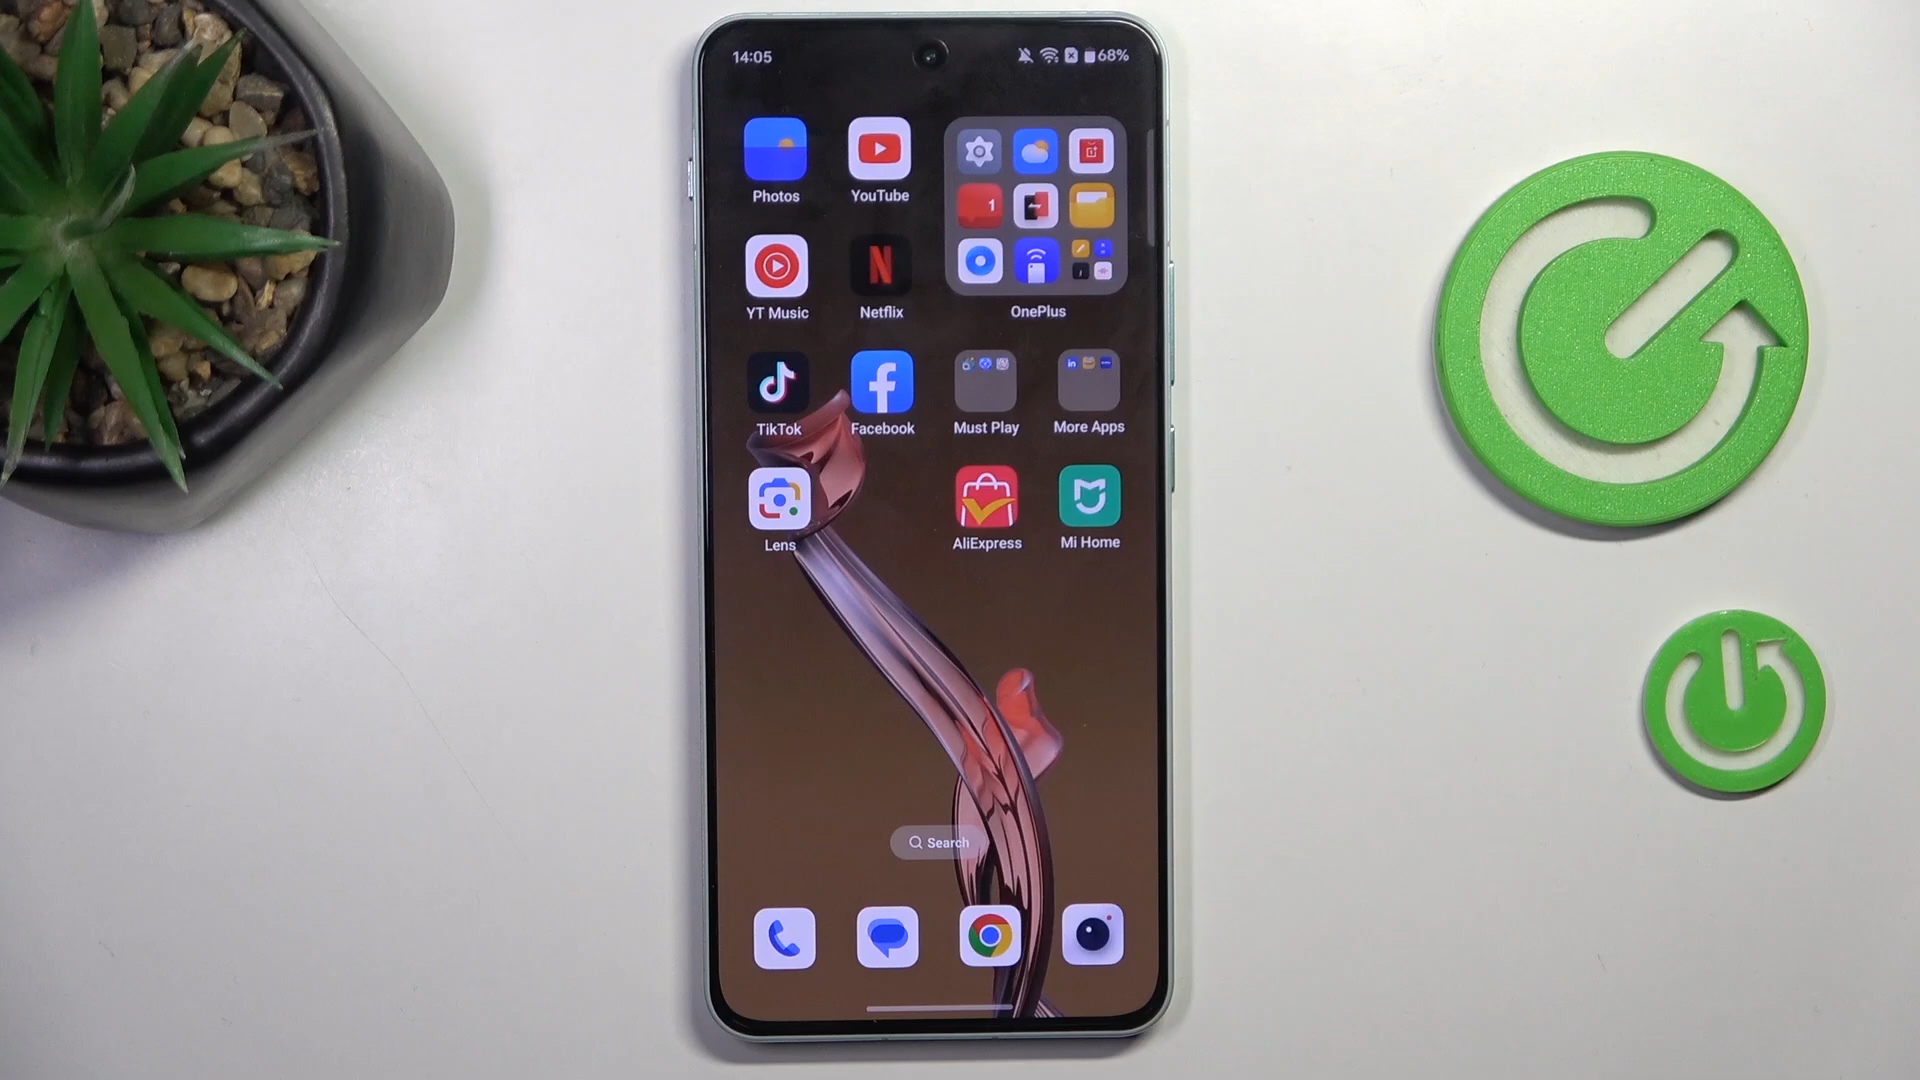 14:05 68%
Photos YouTube
1
YT Music Netflix OnePlus
TikTok Facebook Must Play More Apps
Lens AliExpress Mi Home
Search